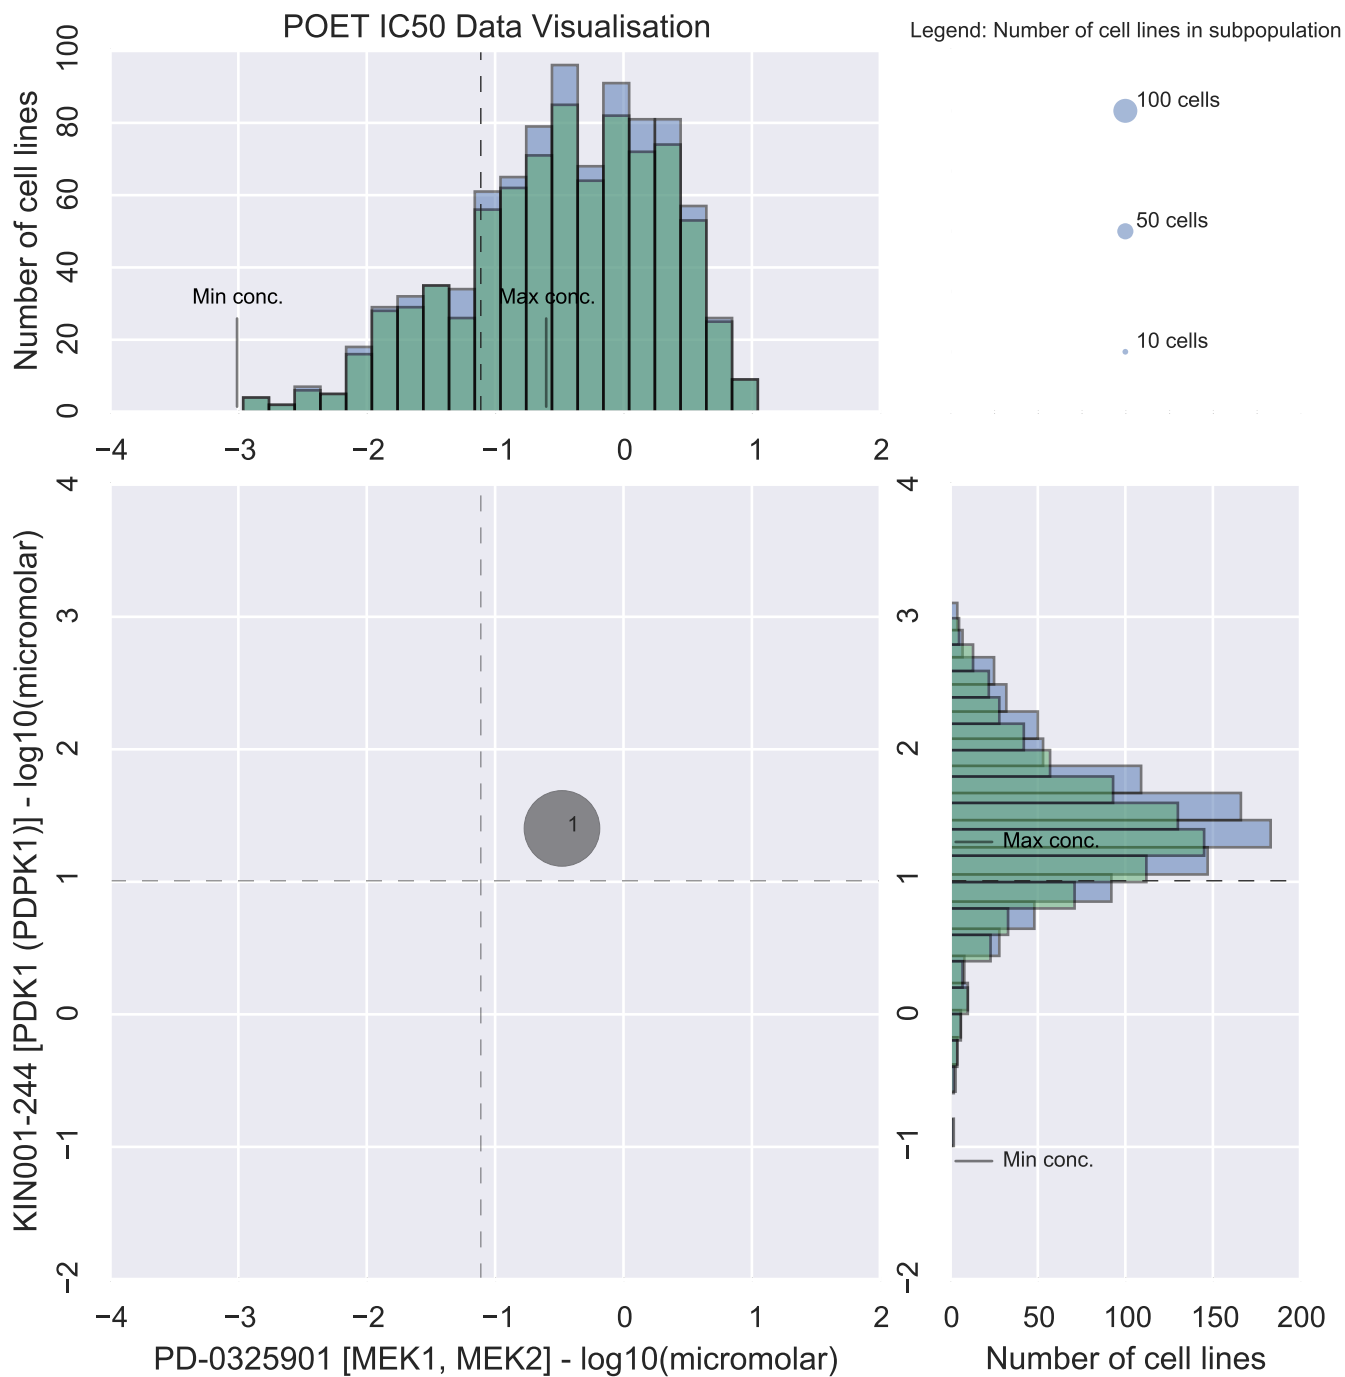 POET IC50 Data Visualisation
Legend: Number of cell lines in subpopulation
Number of cell lines
100
80
60
40
20
0
Min conc.
Max conc.
100 cells
50 cells
10 cells
−4 −3 −2 −1 0 1 2
KIN001-244 [PDK1 (PDPK1)] - log10(micromolar)
4
3
2
1
0
−1
−2
1
−4 −3 −2 −1 0 1 2
PD-0325901 [MEK1, MEK2] - log10(micromolar)
4
3
2
1
0
−1
−2
Max conc.
Min conc.
0 50 100 150 200
Number of cell lines